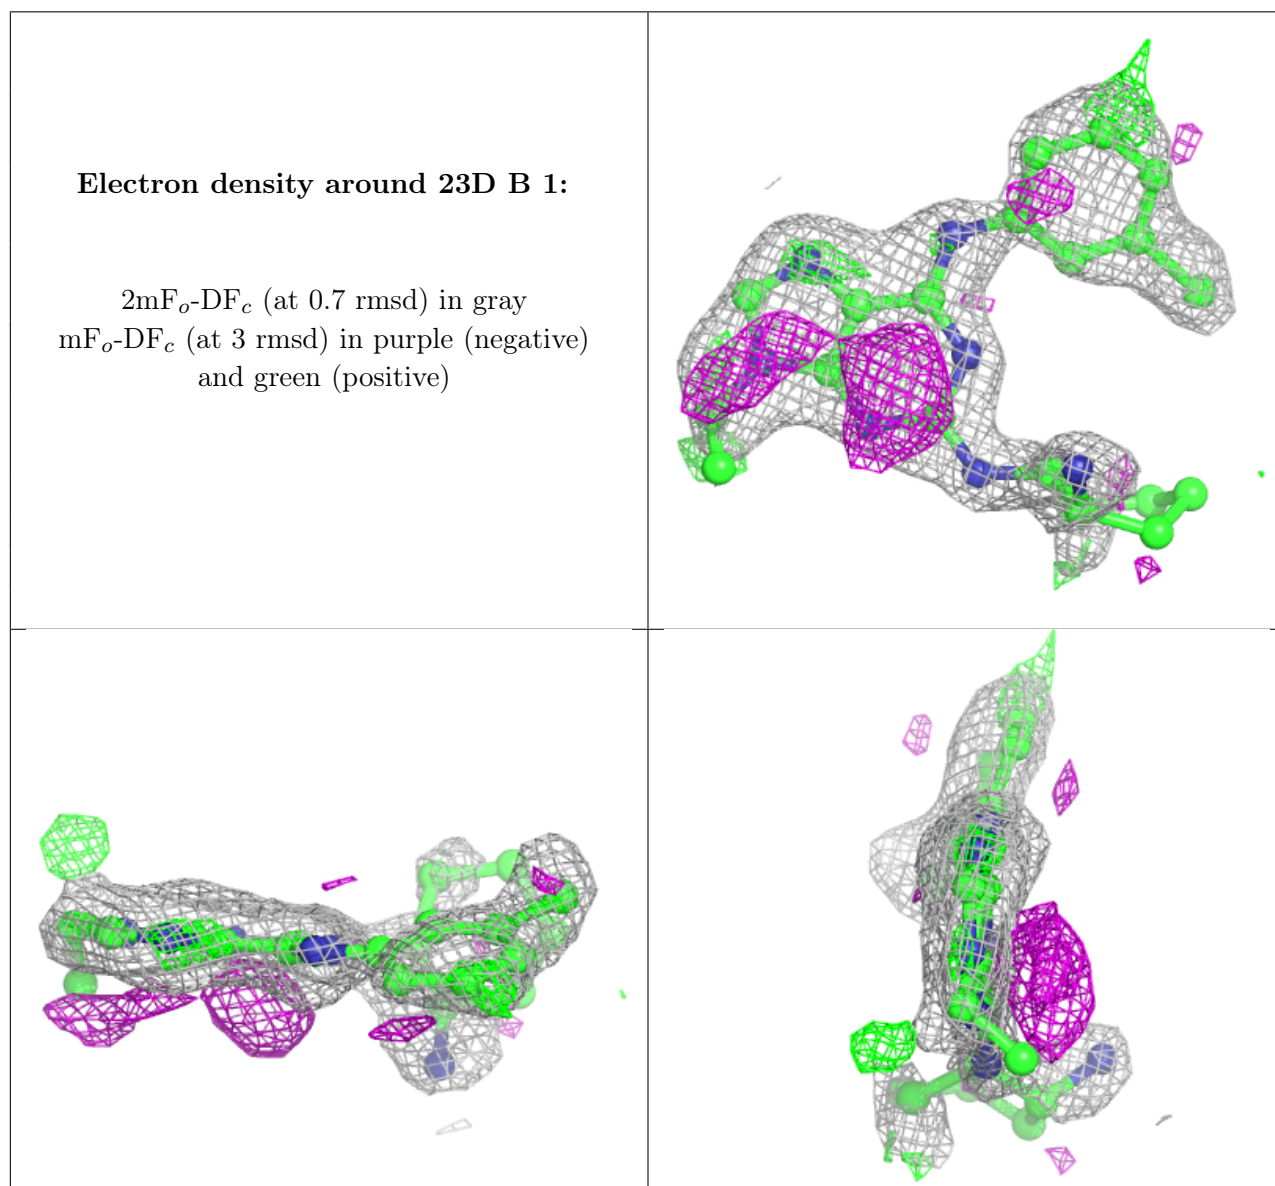 Electron density around 23D B 1:
2mFo-DFc (at 0.7 rmsd) in gray
mFo-DFc (at 3 rmsd) in purple (negative)
and green (positive)